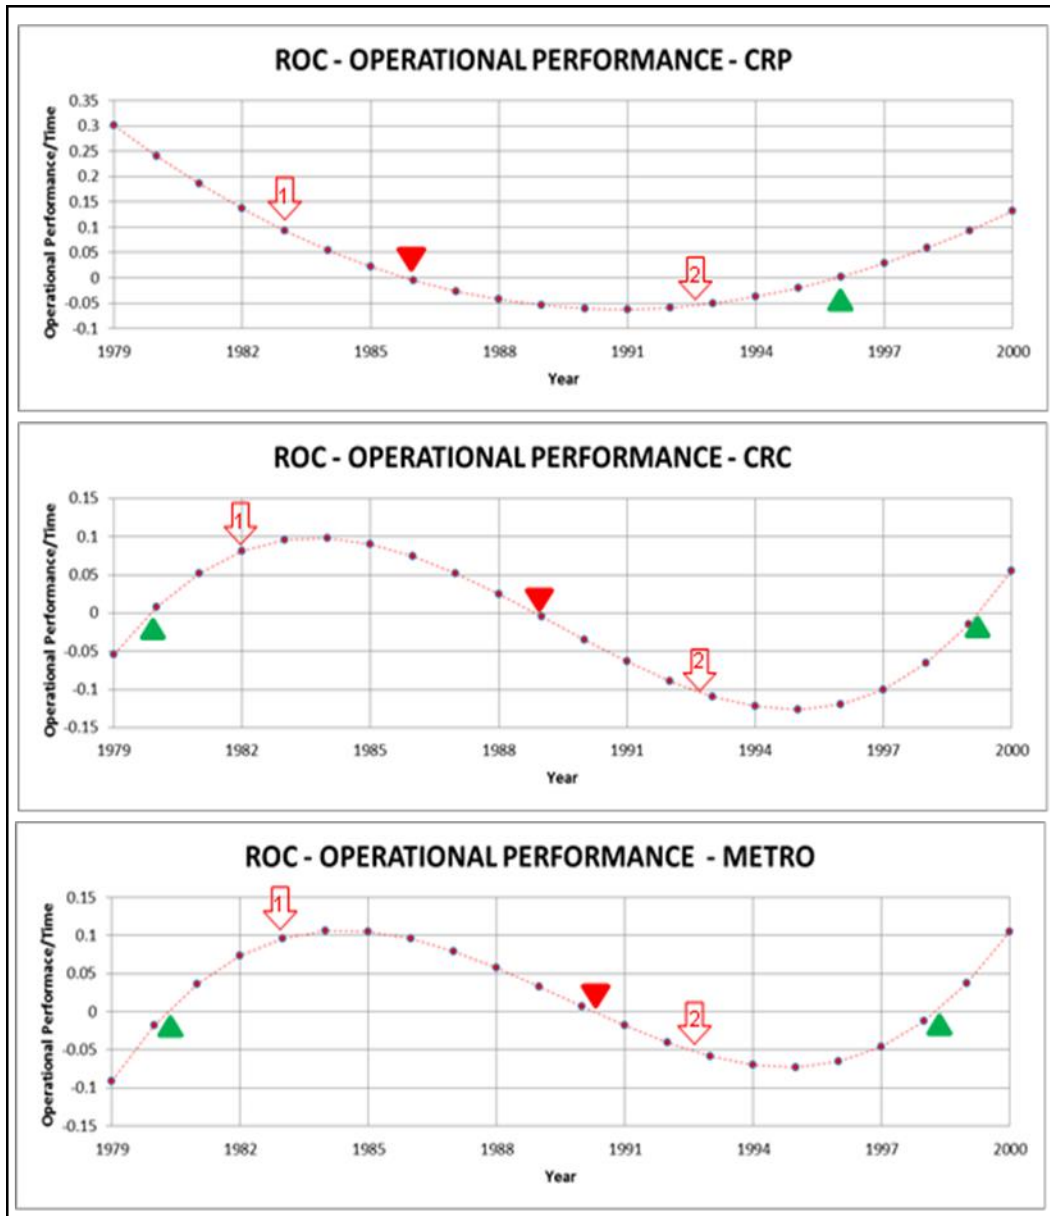 ROC - OPERATIONAL PERFORMANCE - CRP
Operational Performance/Time
0.35
0.3
0.25
0.2
0.15
0.1
0.05
0
-0.05
-0.1
1
2
1979 1982 1985 1988 1991 1994 1997 2000
Year
ROC - OPERATIONAL PERFORMANCE - CRC
Operational Performance/Time
0.15
0.1
0.05
0
-0.05
-0.1
-0.15
1
2
1979 1982 1985 1988 1991 1994 1997 2000
Year
ROC - OPERATIONAL PERFORMANCE - METRO
Operational Performace/Time
0.15
0.1
0.05
0
-0.05
-0.1
-0.15
1
2
1979 1982 1985 1988 1991 1994 1997 2000
Year